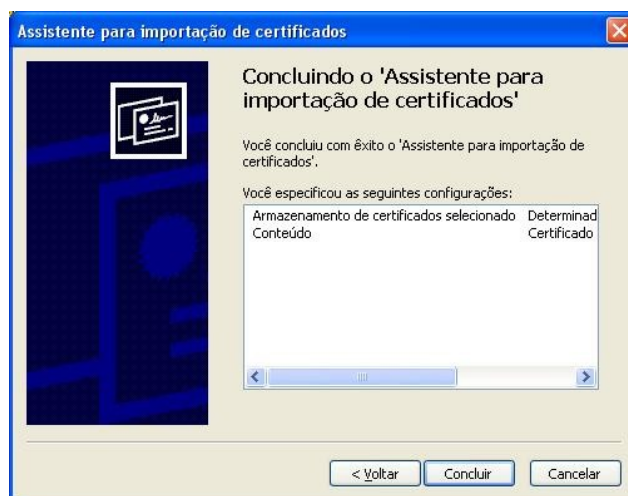 Assistente para importação de certificados
Concluindo o 'Assistente para
importação de certificados'
Você concluiu com êxito o 'Assistente para importação de
certificados'.
Você especificou as seguintes configurações:
Armazenamento de certificados selecionado Determinad
Conteúdo Certificado
< Voltar Concluir Cancelar